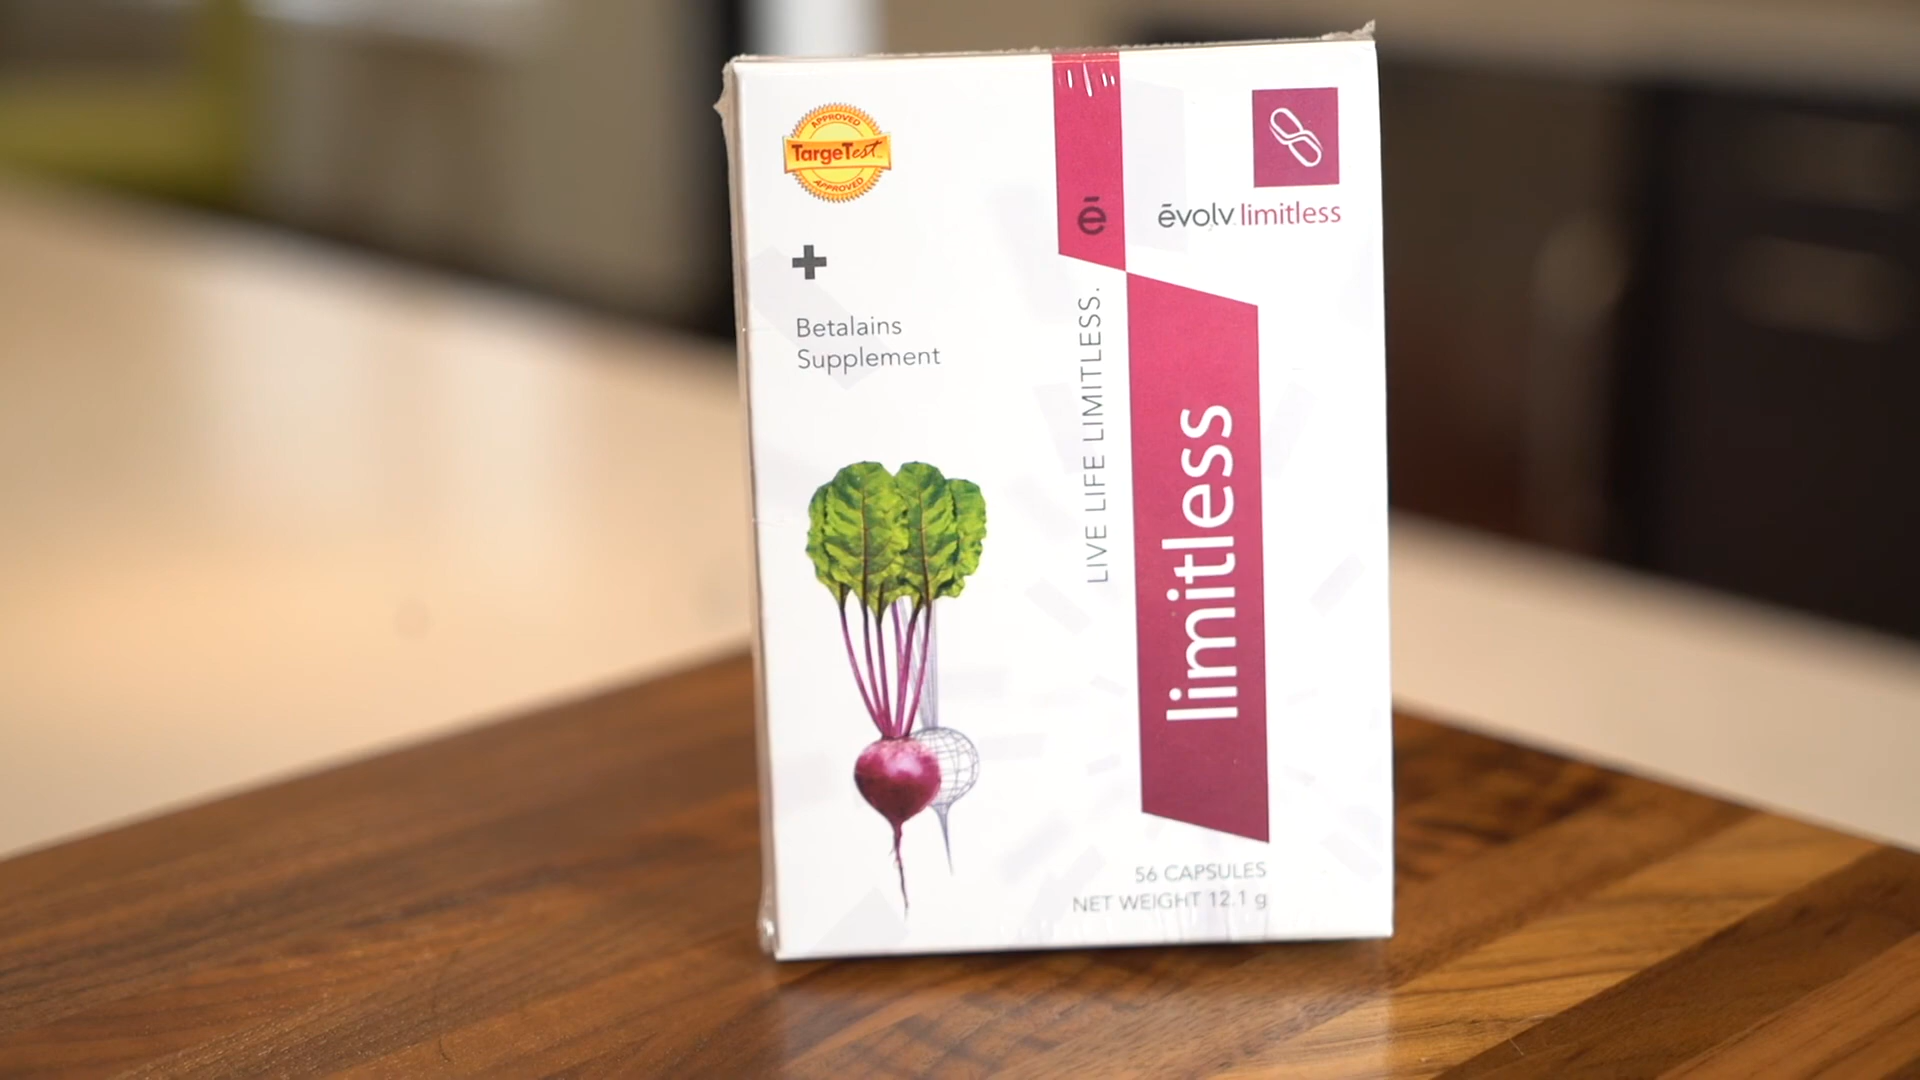 APPROVED
TargeTest
APPROVED
Betalains
Supplement
ē
LIVE LIFE LIMITLESS.
ēvolv.limitless
limitless
56 CAPSULES
NET WEIGHT 12.1 g